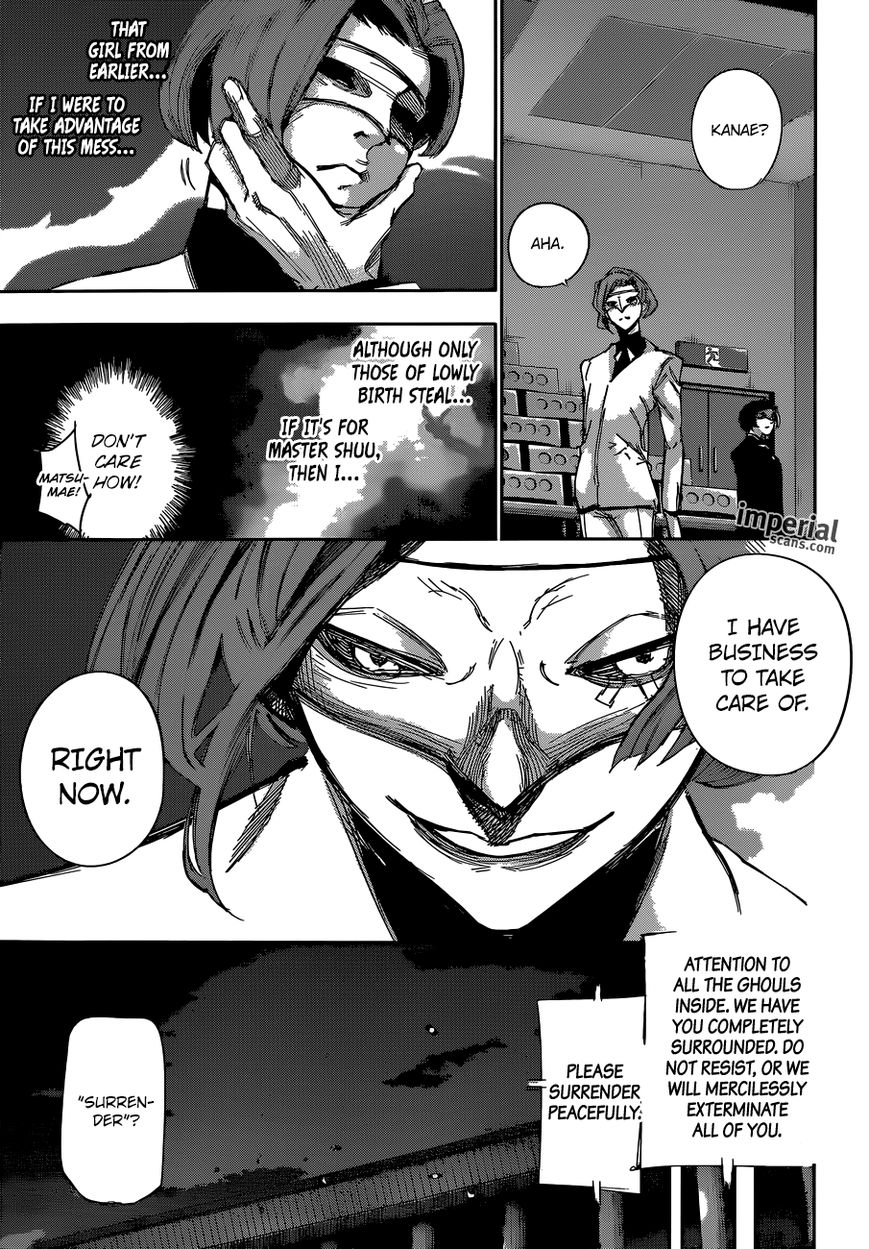 KANAE?
AHA.
THAT
GIRL FROM
EARLIER...
IF I WERE TO
TAKE ADVANTAGE
OF THIS MESS...
ALTHOUGH ONLY
THOSE OF LOWLY
BIRTH STEAL...
IF IT'S FOR
MASTER SHUU,
THEN I...
DON'T
CARE
HOW!
MATSU-
MAE!
imperial
scans.com
I HAVE
BUSINESS
TO TAKE
CARE OF.
RIGHT
NOW.
ATTENTION TO
ALL THE GHOULS
INSIDE. WE HAVE
YOU COMPLETELY
SURROUNDED. DO
NOT RESIST, OR WE
WILL MERCILESSLY
EXTERMINATE
ALL OF YOU.
PLEASE
SURRENDER
PEACEFULLY.
"SURREN-
DER"?